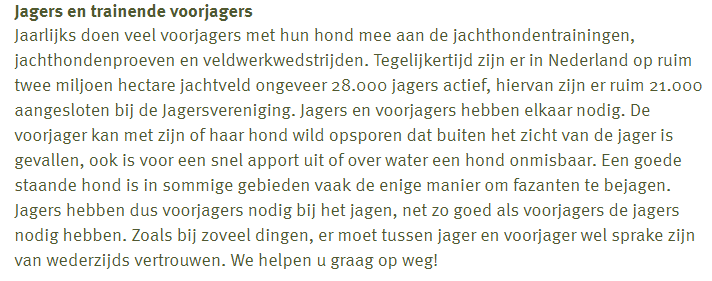 Jagers en trainende voorjagers
Jaarlijks doen veel voorjagers met hun hond mee aan de jachthondentrainingen,
jachthondenproeven en veldwerkwedstrijden. Tegelijkertijd zijn er in Nederland op ruim
twee miljoen hectare jachtveld ongeveer 28.000 jagers actief, hiervan zijn er ruim 21.000
aangesloten bij de Jagersvereniging. Jagers en voorjagers hebben elkaar nodig. De
voorjager kan met zijn of haar hond wild opsporen dat buiten het zicht van de jager is
gevallen, ook is voor een snel apport uit of over water een hond onmisbaar. Een goede
staande hond is in sommige gebieden vaak de enige manier om fazanten te bejagen.
Jagers hebben dus voorjagers nodig bij het jagen, net zo goed als voorjagers de jagers
nodig hebben. Zoals bij zoveel dingen, er moet tussen jager en voorjager wel sprake zijn
van wederzijds vertrouwen. We helpen u graag op weg!